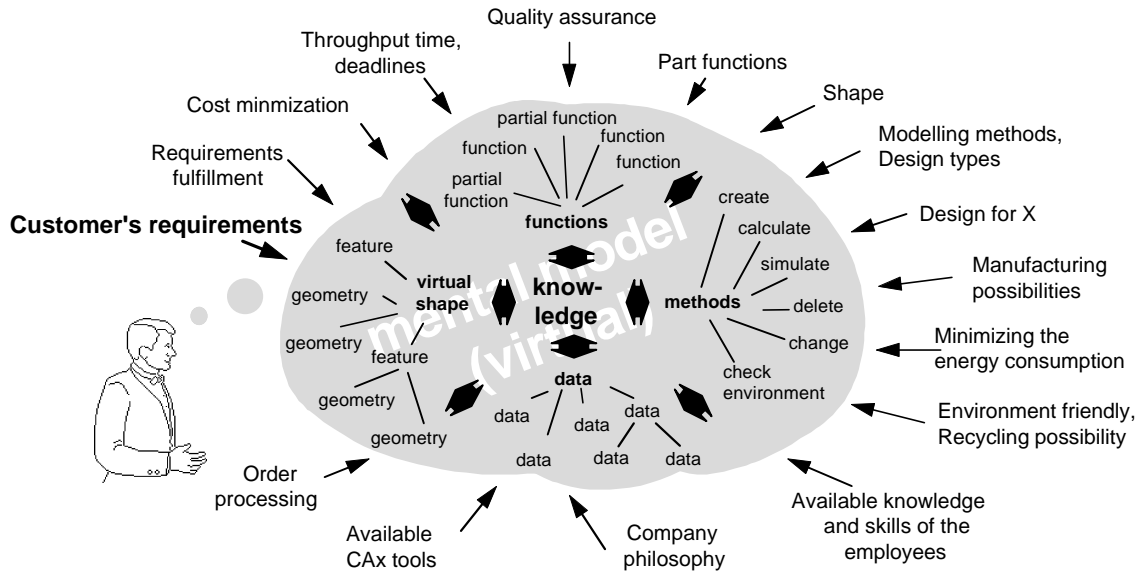 Quality assurance
Throughput time,
deadlines
Part functions
Cost minmization
Shape
Requirements
fulfillment
Modelling methods,
Design types
Customer's requirements
Design for X
Manufacturing
possibilities
Minimizing the
energy consumption
Environment friendly,
Recycling possibility
Order
processing
Available
CAx tools
Company
philosophy
Available knowledge
and skills of the
employees
mental model
(virtual)
partial function
function
function
function
partial
function
functions
feature
virtual
shape
geometry
geometry
feature
geometry
geometry
know-
ledge
create
calculate
simulate
methods
delete
change
check
environment
data
data
data
data
data
data
data